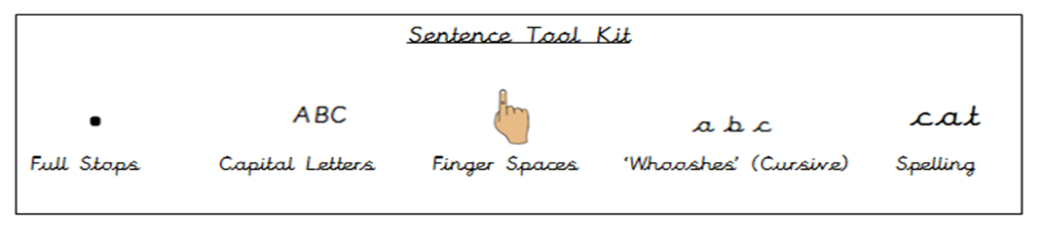 Sentence Tool Kit
.
ABC
a b c
cat
Full Stops
Capital Letters
Finger Spaces
‘Whooshes’ (Cursive)
Spelling